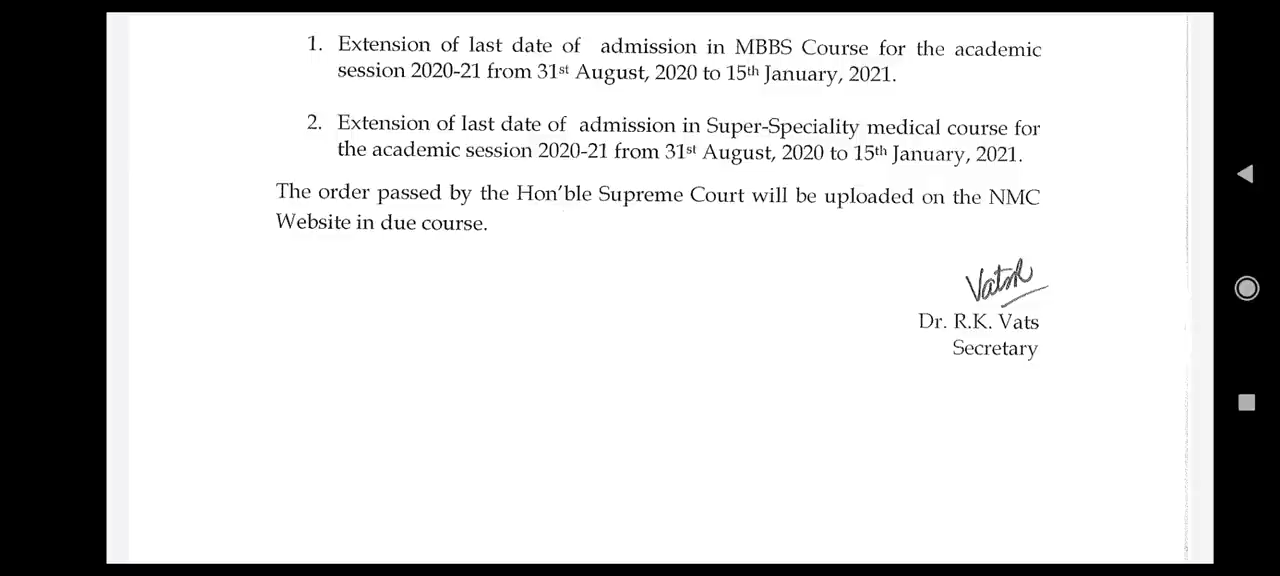 1. Extension of last date of admission in MBBS Course for the academic
session 2020-21 from 31st August, 2020 to 15th January, 2021.
2. Extension of last date of admission in Super-Speciality medical course for
the academic session 2020-21 from 31st August, 2020 to 15th January, 2021.
The order passed by the Hon'ble Supreme Court will be uploaded on the NMC
Website in due course.
Dr. R.K. Vats
Secretary